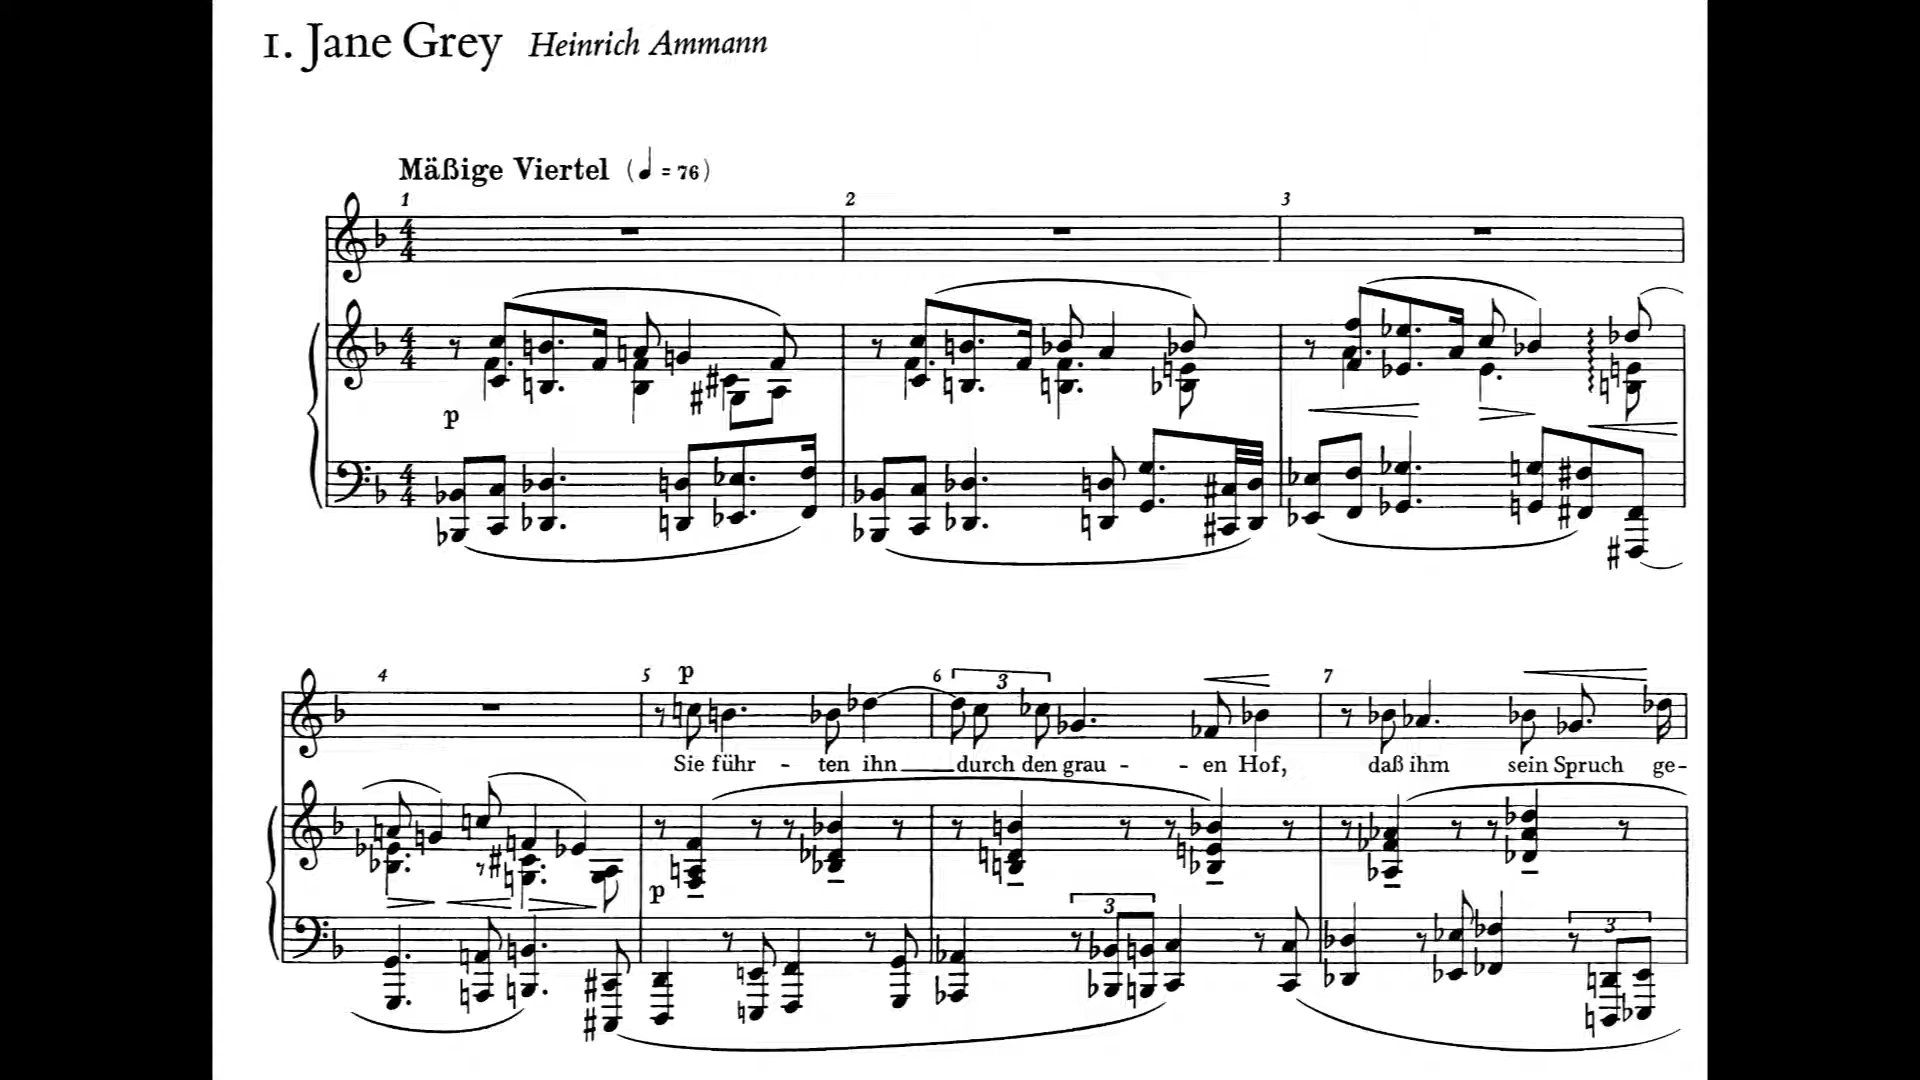 1. Jane Grey Heinrich Ammann
Mäßige Viertel (♩ = 76)
1 2 3
p
4 5 p 6 3 7
Sie führ - ten ihn durch den grau - - en Hof, daß ihm sein Spruch ge-
p 3 3